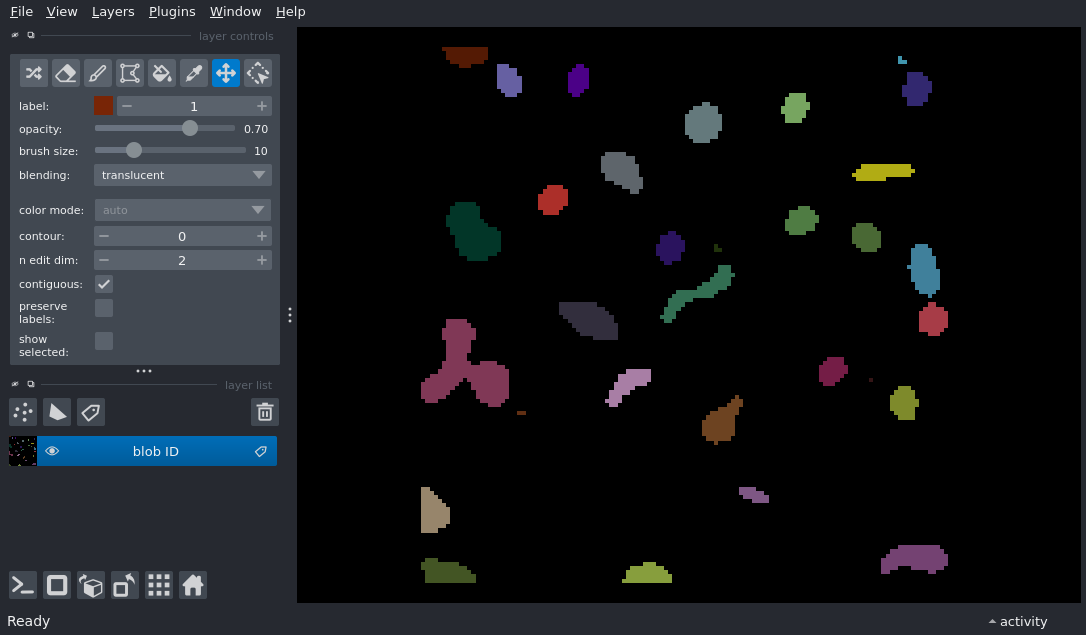 File View Layers Plugins Window Help
layer controls
label: 1
opacity: 0.70
brush size: 10
blending: translucent
color mode: auto
contour: 0
n edit dim: 2
contiguous:
preserve
labels:
show
selected:
layer list
blob ID
Ready
activity